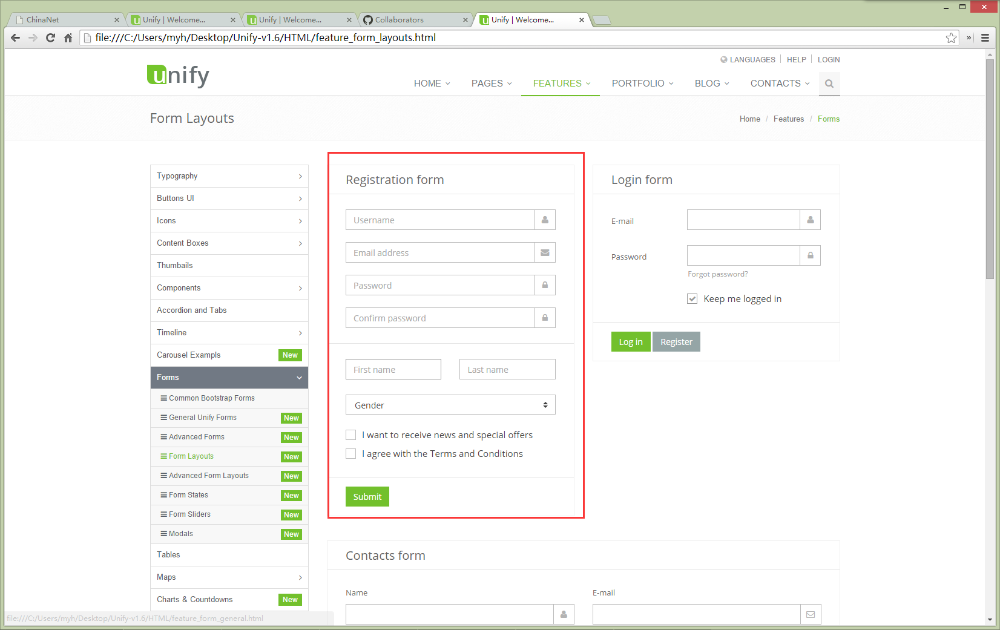 ChinaNet
Unify | Welcome...
Unify | Welcome...
Collaborators
Unify | Welcome...
file:///C:/Users/myh/Desktop/Unify-v1.6/HTML/feature_form_layouts.html
LANGUAGES HELP LOGIN
unify
HOME PAGES FEATURES PORTFOLIO BLOG CONTACTS
Form Layouts
Home / Features / Forms
Typography
Buttons UI
Icons
Content Boxes
Thumbails
Components
Accordion and Tabs
Timeline
Carousel Exampls New
Forms
Common Bootstrap Forms
General Unify Forms New
Advanced Forms New
Form Layouts New
Advanced Form Layouts New
Form States New
Form Sliders New
Modals New
Tables
Maps
Charts & Countdowns New
Registration form
Username
Email address
Password
Confirm password
First name Last name
Gender
I want to receive news and special offers
I agree with the Terms and Conditions
Submit
Login form
E-mail
Password
Forgot password?
Keep me logged in
Log in Register
Contacts form
Name E-mail
file:///C:/Users/myh/Desktop/Unify-v1.6/HTML/feature_form_general.html